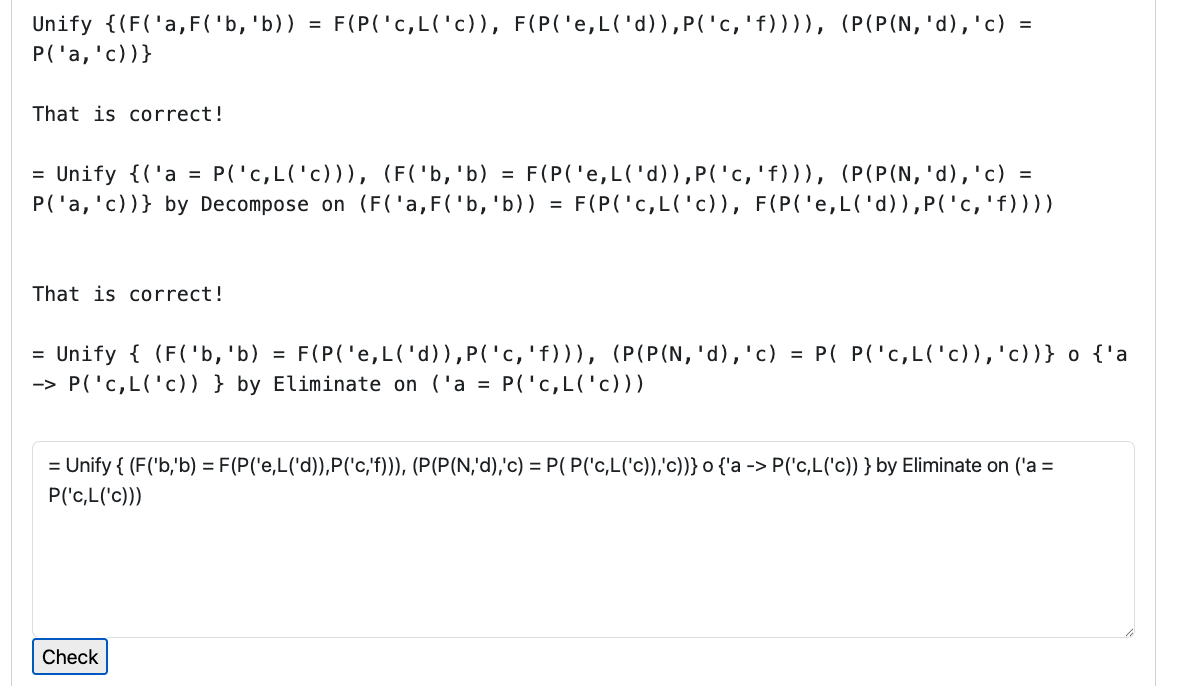 Unify {(F('a,F('b,'b)) = F(P('c,L('c)), F(P('e,L('d)),P('c,'f)))), (P(P(N,'d),'c) =
P('a,'c))}
That is correct!
= Unify {('a = P('c,L('c))), (F('b,'b) = F(P('e,L('d)),P('c,'f))), (P(P(N,'d),'c) =
P('a,'c))} by Decompose on (F('a,F('b,'b)) = F(P('c,L('c)), F(P('e,L('d)),P('c,'f))))
That is correct!
= Unify { (F('b,'b) = F(P('e,L('d)),P('c,'f))), (P(P(N,'d),'c) = P( P('c,L('c)),'c))} o {'a
-> P('c,L('c)) } by Eliminate on ('a = P('c,L('c)))
= Unify { (F('b,'b) = F(P('e,L('d)),P('c,'f))), (P(P(N,'d),'c) = P( P('c,L('c)),'c))} o {'a -> P('c,L('c)) } by Eliminate on ('a =
P('c,L('c)))
Check